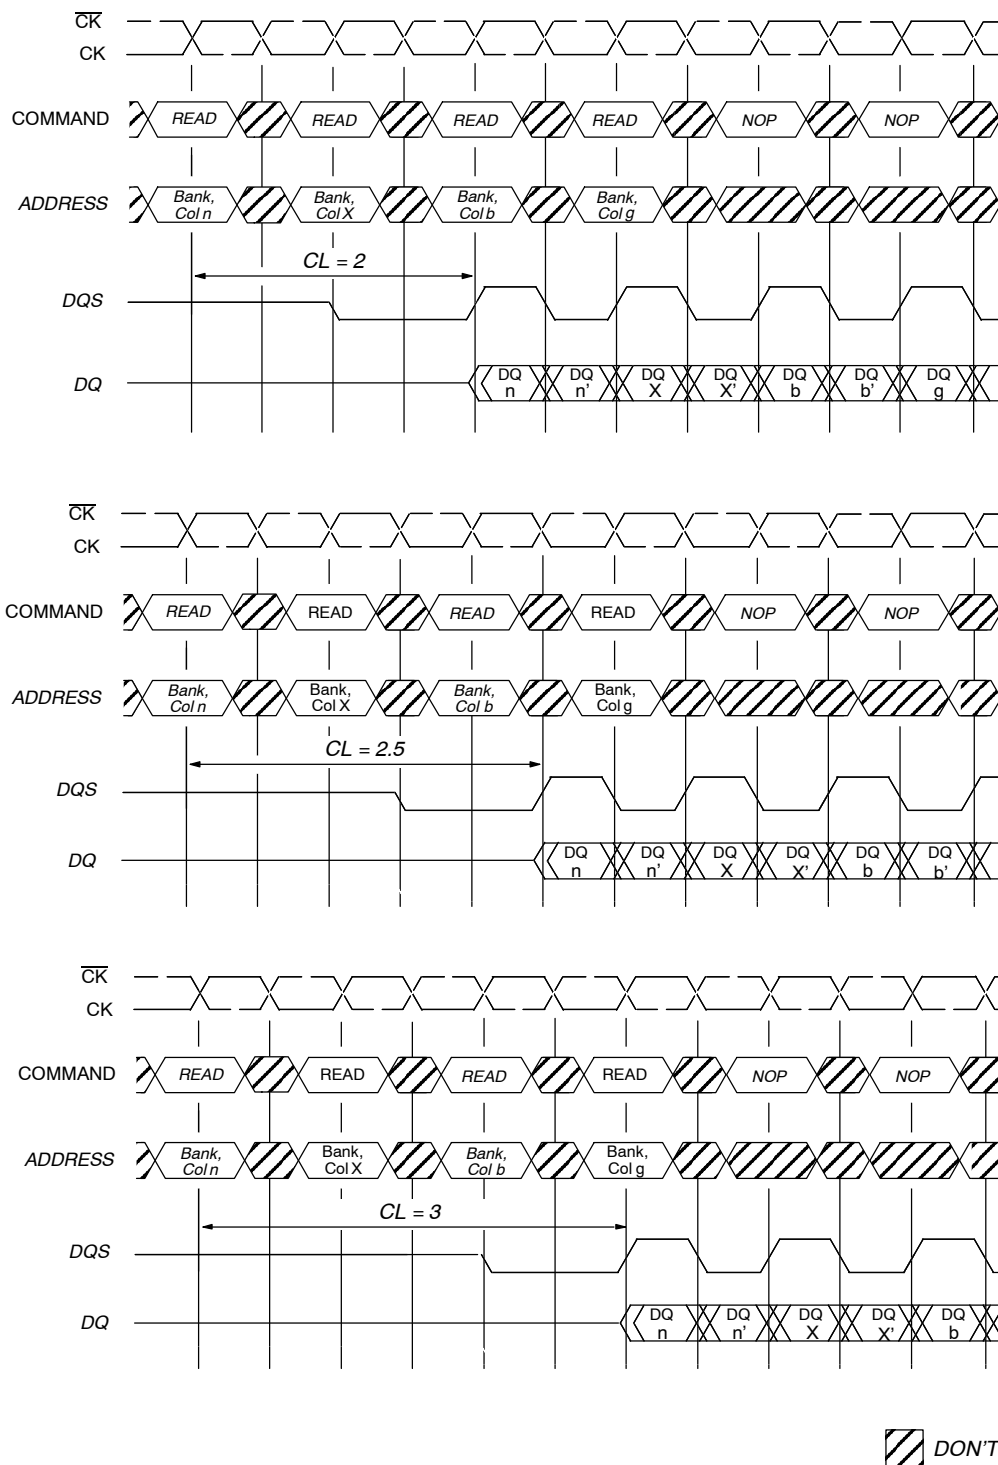 C̅K̅
CK
COMMAND READ READ READ READ NOP NOP
ADDRESS Bank, Col n Bank, Col X Bank, Col b Bank, Col g
CL = 2
DQS
DQ DQ n DQ n' DQ X DQ X' DQ b DQ b' DQ g
C̅K̅
CK
COMMAND READ READ READ READ NOP NOP
ADDRESS Bank, Col n Bank, Col X Bank, Col b Bank, Col g
CL = 2.5
DQS
DQ DQ n DQ n' DQ X DQ X' DQ b DQ b'
C̅K̅
CK
COMMAND READ READ READ READ NOP NOP
ADDRESS Bank, Col n Bank, Col X Bank, Col b Bank, Col g
CL = 3
DQS
DQ DQ n DQ n' DQ X DQ X' DQ b
DON'T